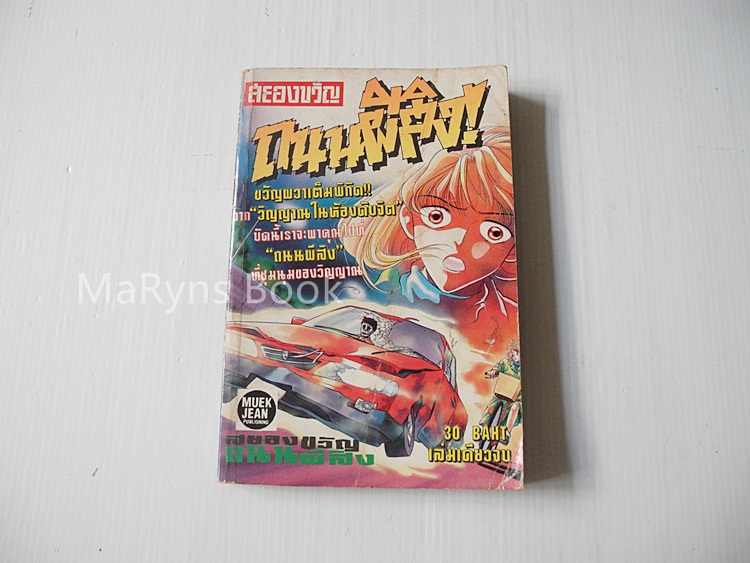 สยองขวัญ
ถนนผีสิง!
ขวัญผวาเต็มพิกัด!!
จาก "วิญญาณในห้องดับจิต"
บัดนี้เราจะพาคุณไปที่
"ถนนผีสิง"
ที่ชุมนุมของวิญญาณ
MaRyns Book
MUEK
JEAN
PUBLISHING
สยองขวัญ
ถนนผีสิง
30 BAHT
เล่มเดียวจบ